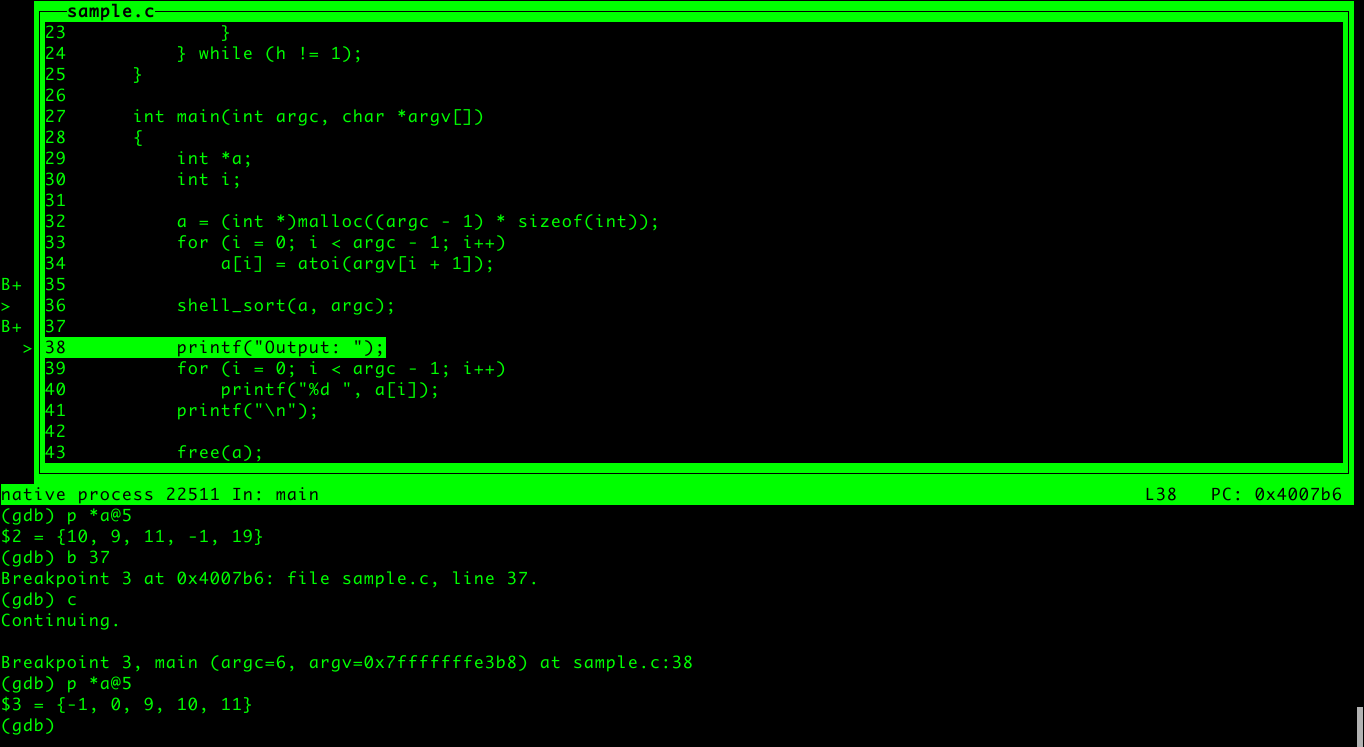 sample.c
23              }
24          } while (h != 1);
25      }
26
27      int main(int argc, char *argv[])
28      {
29          int *a;
30          int i;
31
32          a = (int *)malloc((argc - 1) * sizeof(int));
33          for (i = 0; i < argc - 1; i++)
34              a[i] = atoi(argv[i + 1]);
B+ 35
> 36          shell_sort(a, argc);
B+ 37
> 38          printf("Output: ");
39          for (i = 0; i < argc - 1; i++)
40              printf("%d ", a[i]);
41          printf("\n");
42
43          free(a);
native process 22511 In: main L38 PC: 0x4007b6
(gdb) p *a@5
$2 = {10, 9, 11, -1, 19}
(gdb) b 37
Breakpoint 3 at 0x4007b6: file sample.c, line 37.
(gdb) c
Continuing.
Breakpoint 3, main (argc=6, argv=0x7fffffffe3b8) at sample.c:38
(gdb) p *a@5
$3 = {-1, 0, 9, 10, 11}
(gdb)